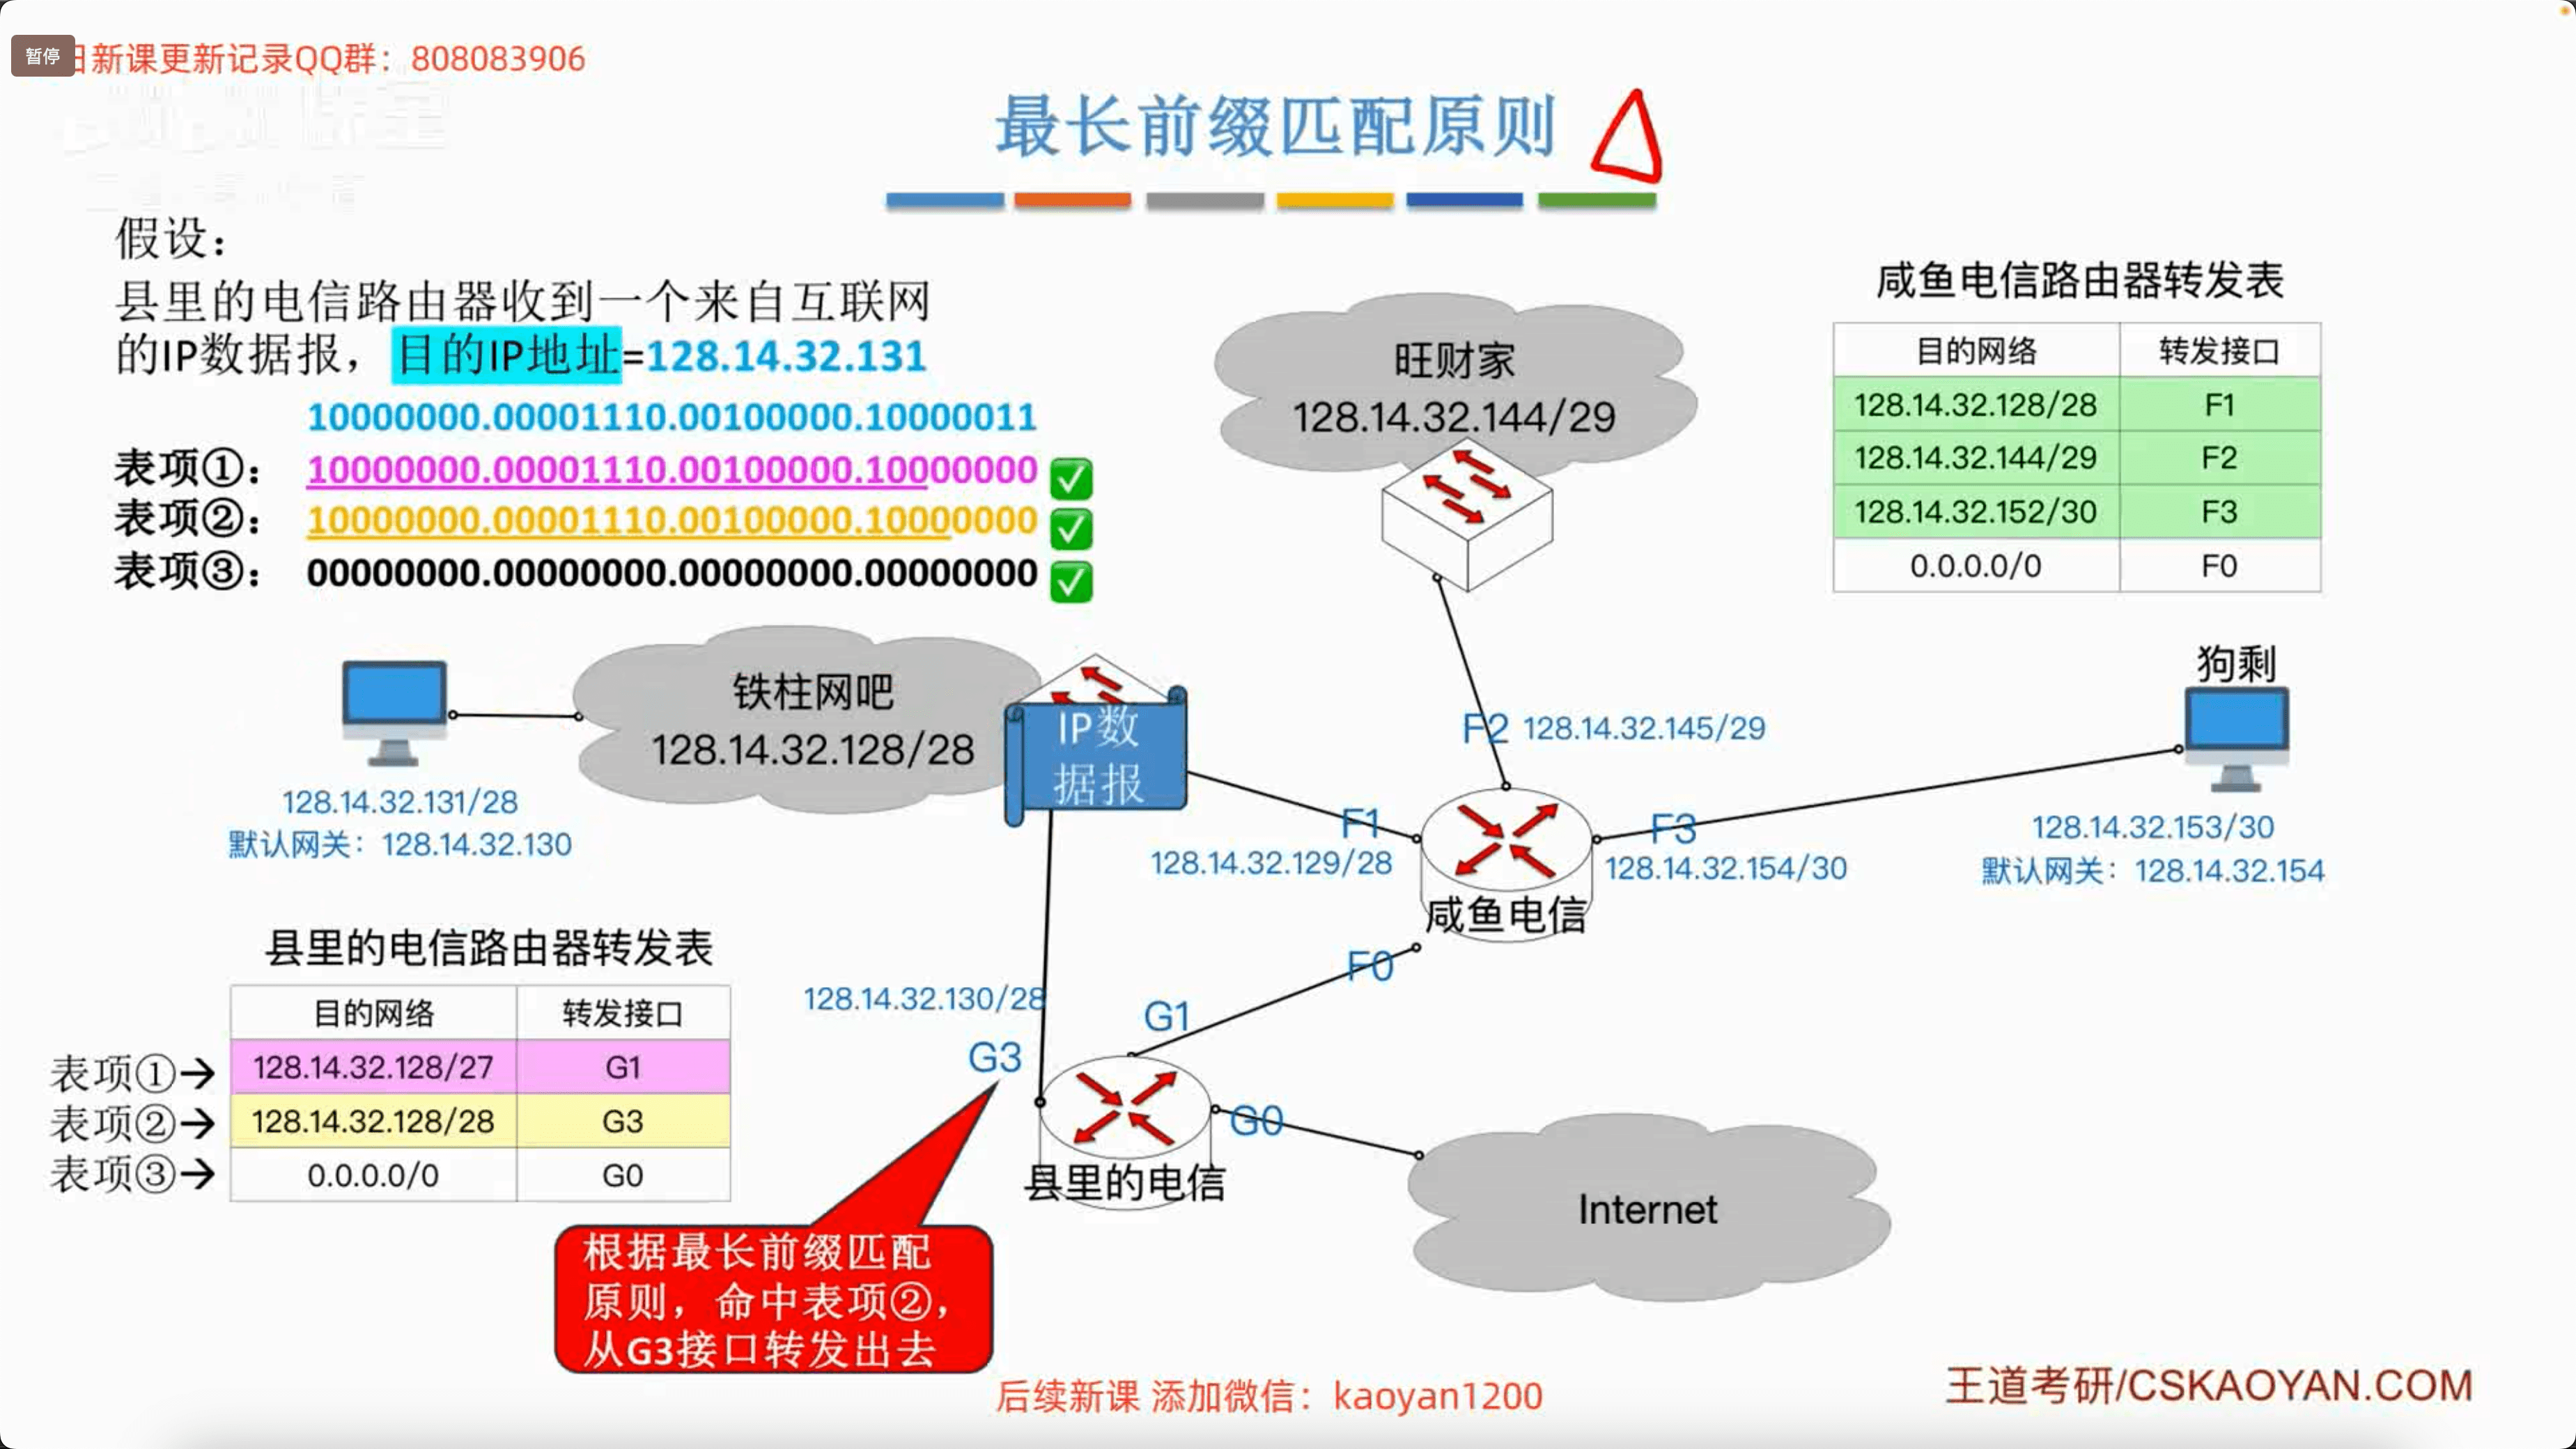 暂停
日新课更新记录QQ群：808083906
最长前缀匹配原则
假设：
县里的电信路由器收到一个来自互联网
的IP数据报，目的IP地址=128.14.32.131
10000000.00001110.00100000.10000011
表项①： 10000000.00001110.00100000.10000000
表项②： 10000000.00001110.00100000.10000000
表项③： 00000000.00000000.00000000.00000000
旺财家
128.14.32.144/29
咸鱼电信路由器转发表
目的网络 转发接口
128.14.32.128/28 F1
128.14.32.144/29 F2
128.14.32.152/30 F3
0.0.0.0/0 F0
铁柱网吧
128.14.32.128/28
IP数
据报
128.14.32.131/28
默认网关：128.14.32.130
F2 128.14.32.145/29
F1
128.14.32.129/28
F3
128.14.32.154/30
咸鱼电信
狗剩
128.14.32.153/30
默认网关：128.14.32.154
F0
G1
128.14.32.130/28
G3
G0
县里的电信
Internet
县里的电信路由器转发表
目的网络 转发接口
表项①→ 128.14.32.128/27 G1
表项②→ 128.14.32.128/28 G3
表项③→ 0.0.0.0/0 G0
根据最长前缀匹配
原则，命中表项②，
从G3接口转发出去
后续新课 添加微信：kaoyan1200
王道考研/CSKAOYAN.COM